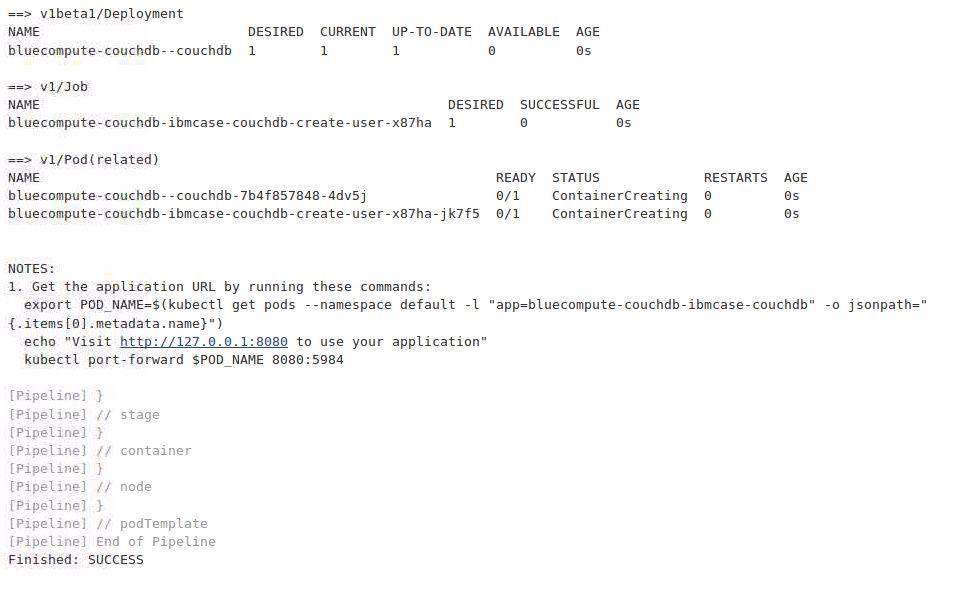 ==> v1beta1/Deployment
NAME                          DESIRED  CURRENT  UP-TO-DATE  AVAILABLE  AGE
bluecompute-couchdb--couchdb  1        1        1           0          0s

==> v1/Job
NAME                                                   DESIRED  SUCCESSFUL  AGE
bluecompute-couchdb-ibmcase-couchdb-create-user-x87ha  1        0           0s

==> v1/Pod(related)
NAME                                                         READY  STATUS             RESTARTS  AGE
bluecompute-couchdb--couchdb-7b4f857848-4dv5j                0/1    ContainerCreating  0         0s
bluecompute-couchdb-ibmcase-couchdb-create-user-x87ha-jk7f5  0/1    ContainerCreating  0         0s


NOTES:
1. Get the application URL by running these commands:
  export POD_NAME=$(kubectl get pods --namespace default -l "app=bluecompute-couchdb-ibmcase-couchdb" -o jsonpath="
{.items[0].metadata.name}")
  echo "Visit http://127.0.0.1:8080 to use your application"
  kubectl port-forward $POD_NAME 8080:5984

[Pipeline] }
[Pipeline] // stage
[Pipeline] }
[Pipeline] // container
[Pipeline] }
[Pipeline] // node
[Pipeline] }
[Pipeline] // podTemplate
[Pipeline] End of Pipeline
Finished: SUCCESS